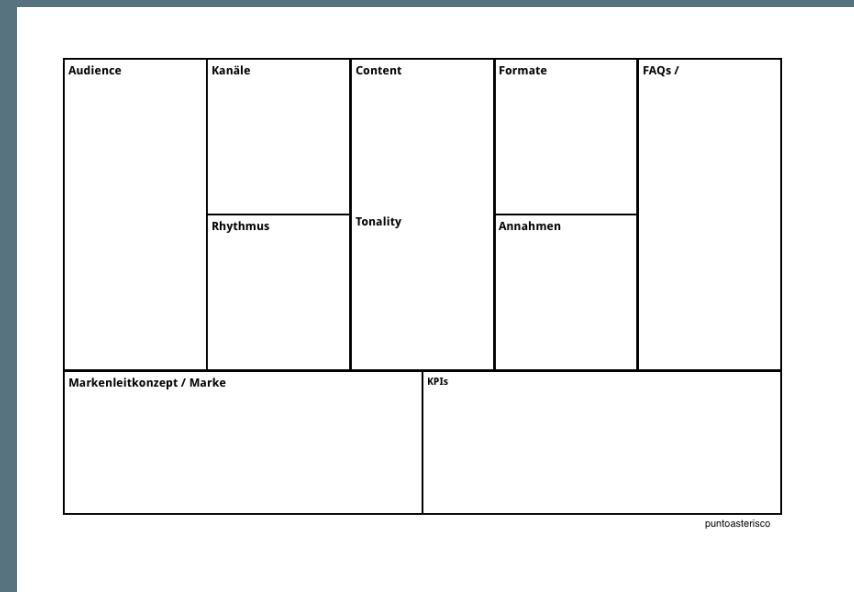 Audience
Kanäle
Content
Formate
FAQs /
Rhythmus
Tonality
Annahmen
Markenleitkonzept / Marke
KPIs
puntoasterisco